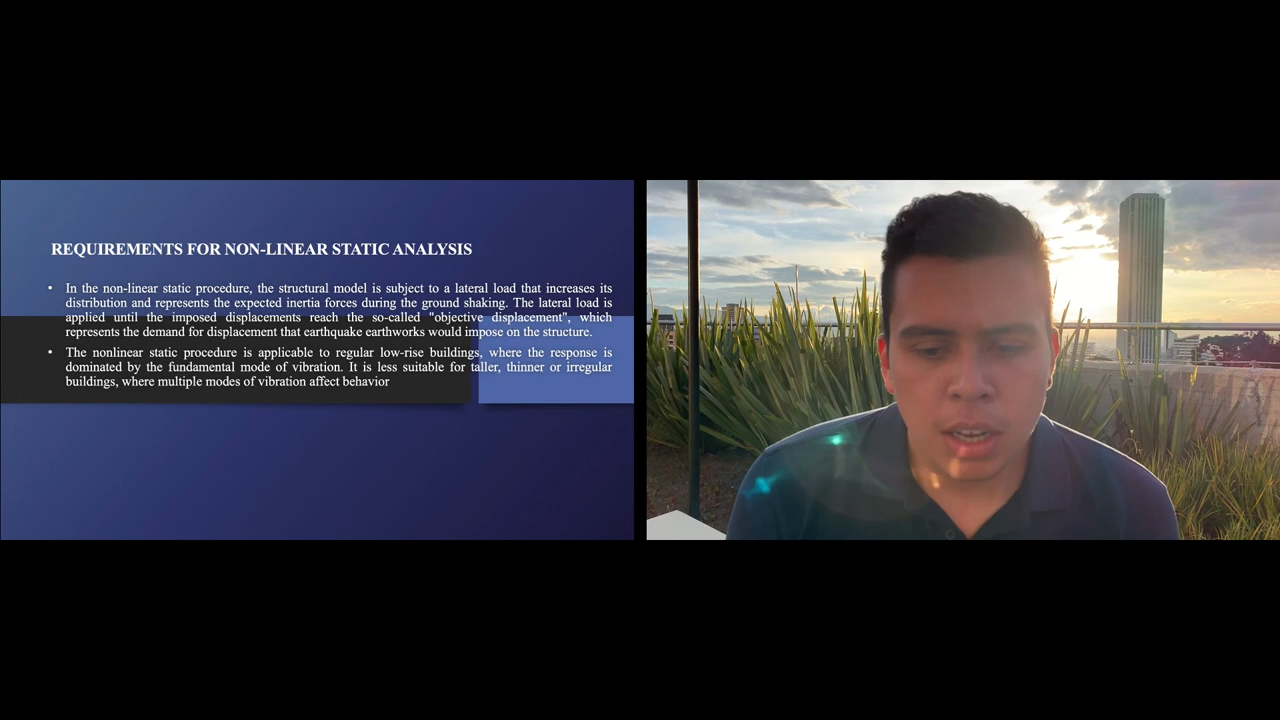 REQUIREMENTS FOR NON-LINEAR STATIC ANALYSIS
• In the non-linear static procedure, the structural model is subject to a lateral load that increases its
distribution and represents the expected inertia forces during the ground shaking. The lateral load is
applied until the imposed displacements reach the so-called "objective displacement", which
represents the demand for displacement that earthquake earthworks would impose on the structure.
• The nonlinear static procedure is applicable to regular low-rise buildings, where the response is
dominated by the fundamental mode of vibration. It is less suitable for taller, thinner or irregular
buildings, where multiple modes of vibration affect behavior